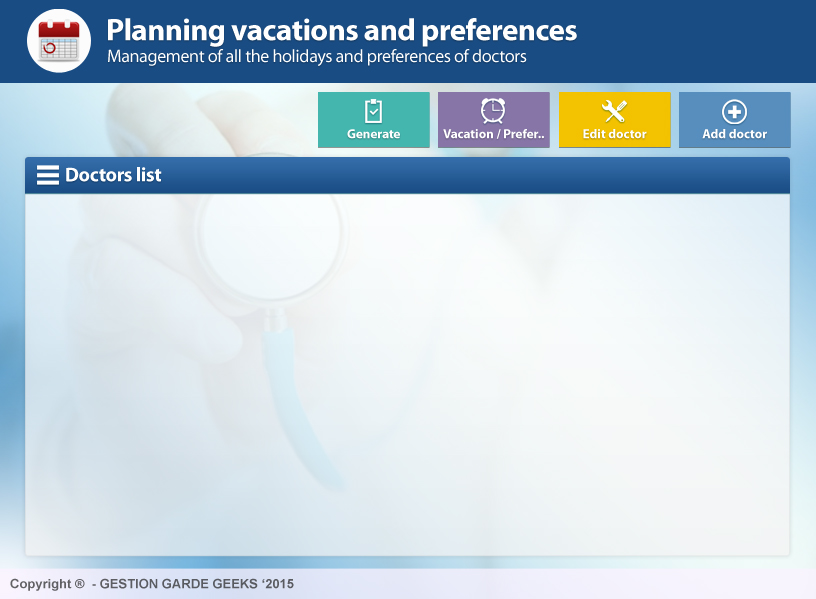 Planning vacations and preferences
Management of all the holidays and preferences of doctors
Generate
Vacation / Prefer..
Edit doctor
Add doctor
Doctors list
Copyright ® - GESTION GARDE GEEKS ‘2015